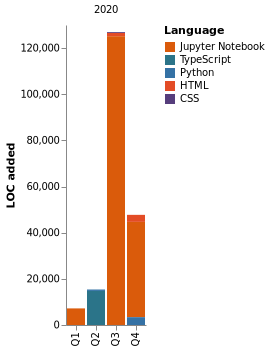 2020
Language
Jupyter Notebook
TypeScript
Python
HTML
CSS
LOC added
120,000
100,000
80,000
60,000
40,000
20,000
0
Q1
Q2
Q3
Q4